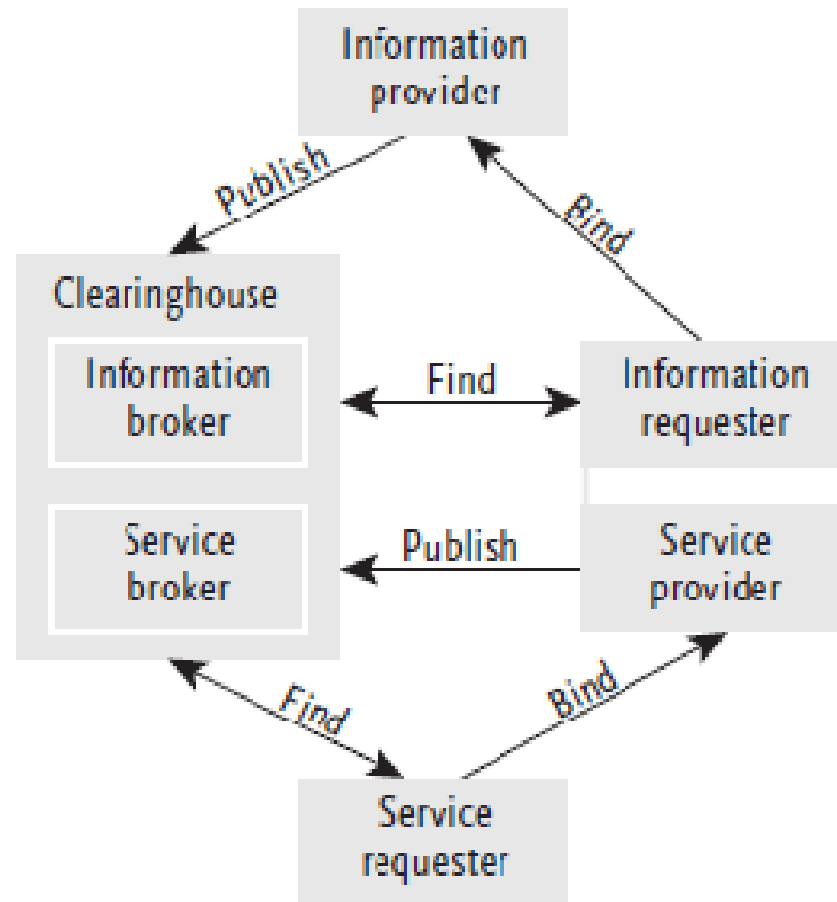 Information
provider
Publish
Bind
Clearinghouse
Information
broker
Find
Information
requester
Service
broker
Publish
Service
provider
Find
Bind
Service
requester